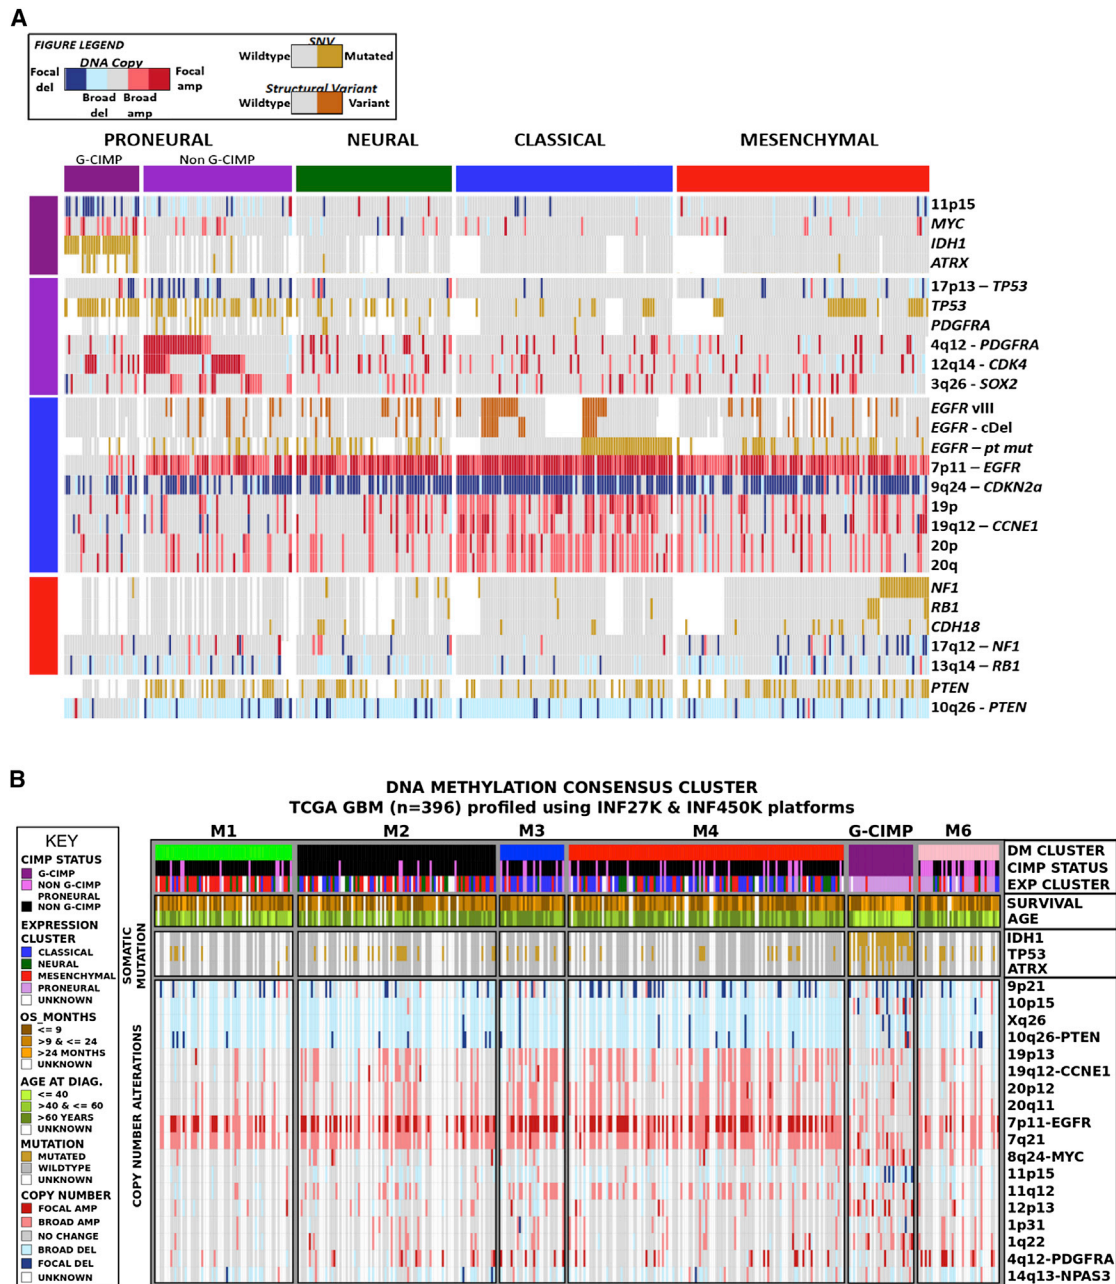 A
FIGURE LEGEND
DNA Copy
Focal del
Focal amp
Broad del
Broad amp
SNV
Wildtype
Mutated
Structural Variant
Wildtype
Variant
PRONEURAL
NEURAL
CLASSICAL
MESENCHYMAL
G-CIMP
Non G-CIMP
11p15
MYC
IDH1
ATRX
17p13 – TP53
TP53
PDGFRA
4q12 - PDGFRA
12q14 - CDK4
3q26 - SOX2
EGFR vIII
EGFR - cDel
EGFR – pt mut
7p11 – EGFR
9q24 – CDKN2a
19p
19q12 – CCNE1
20p
20q
NF1
RB1
CDH18
17q12 – NF1
13q14 – RB1
PTEN
10q26 - PTEN
B
DNA METHYLATION CONSENSUS CLUSTER
TCGA GBM (n=396) profiled using INF27K & INF450K platforms
M1
M2
M3
M4
G-CIMP
M6
KEY
CIMP STATUS
G-CIMP
NON G-CIMP
PRONEURAL
NON G-CIMP
EXPRESSION
CLUSTER
CLASSICAL
NEURAL
MESENCHYMAL
PRONEURAL
UNKNOWN
OS_MONTHS
<= 9
>9 & <= 24
>24 MONTHS
UNKNOWN
AGE AT DIAG.
<= 40
>40 & <= 60
>60 YEARS
UNKNOWN
MUTATION
MUTATED
WILDTYPE
UNKNOWN
COPY NUMBER
FOCAL AMP
BROAD AMP
NO CHANGE
BROAD DEL
FOCAL DEL
UNKNOWN
SOMATIC
MUTATION
COPY NUMBER ALTERATIONS
DM CLUSTER
CIMP STATUS
EXP CLUSTER
SURVIVAL
AGE
IDH1
TP53
ATRX
9p21
10p15
Xq26
10q26-PTEN
19p13
19q12-CCNE1
20p12
20q11
7p11-EGFR
7q21
8q24-MYC
11p15
11q12
12p13
1p31
1q22
4q12-PDGFRA
14q13-NPAS3